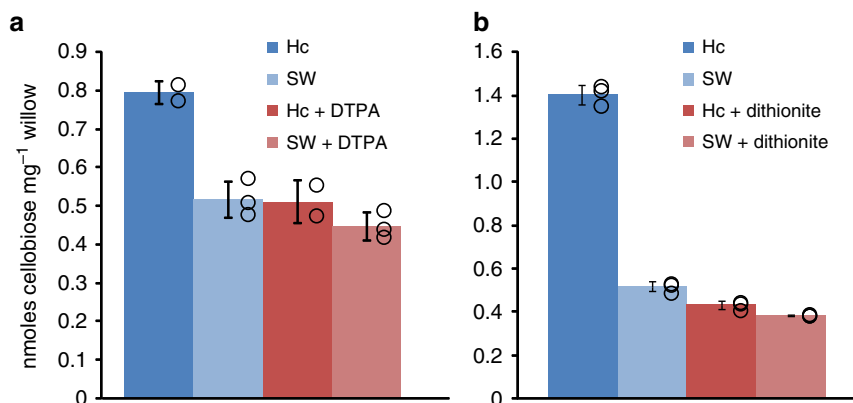 a
nmoles cellobiose mg⁻¹ willow
0.9
0.8
0.7
0.6
0.5
0.4
0.3
0.2
0.1
0
Hc
SW
Hc + DTPA
SW + DTPA
b
1.6
1.4
1.2
1.0
0.8
0.6
0.4
0.2
0
Hc
SW
Hc + dithionite
SW + dithionite